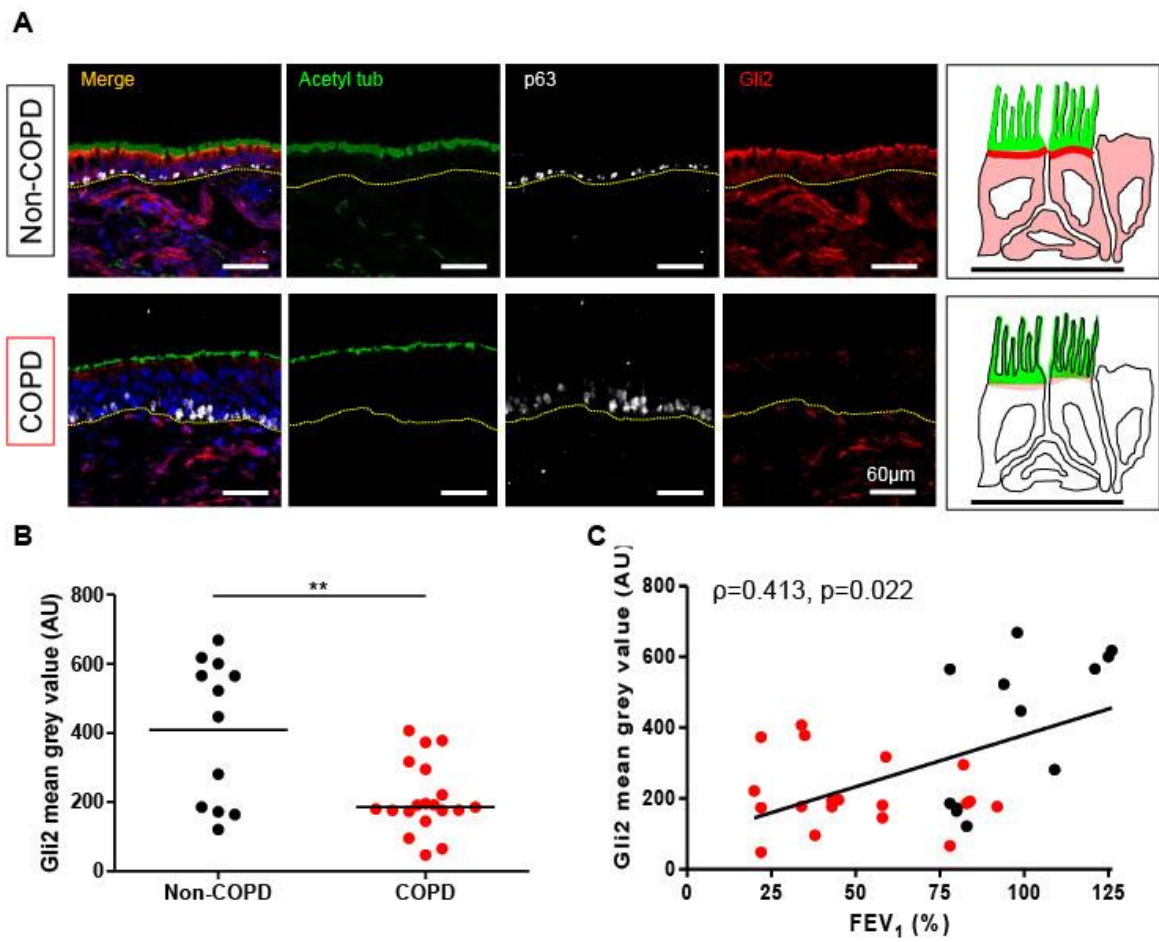 A
Non-COPD
Merge
Acetyl tub
p63
Gli2
COPD
60µm
B
Gli2 mean grey value (AU)
800
600
400
200
0
**
Non-COPD
COPD
C
Gli2 mean grey value (AU)
800
600
400
200
0
ρ=0.413, p=0.022
0
25
50
75
100
125
FEV₁ (%)